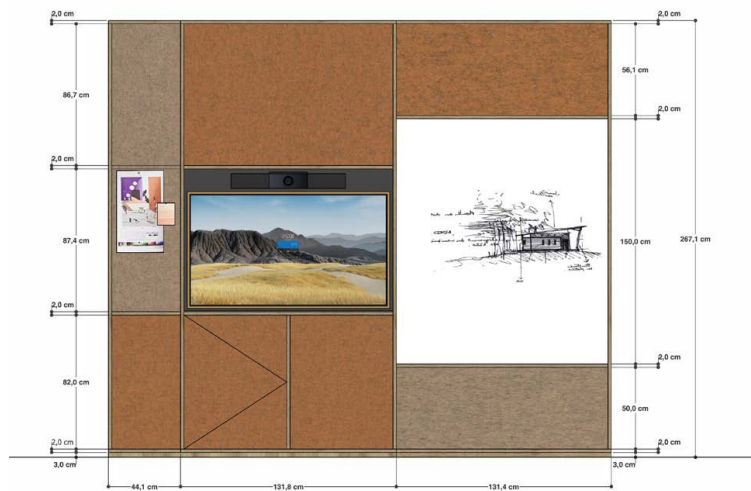 2,0 cm
2,0 cm
86,7 cm
56,1 cm
2,0 cm
2,0 cm
87,4 cm
150,0 cm
267,1 cm
2,0 cm
2,0 cm
82,0 cm
50,0 cm
2,0 cm
2,0 cm
3,0 cm
3,0 cm
44,1 cm
131,8 cm
131,4 cm